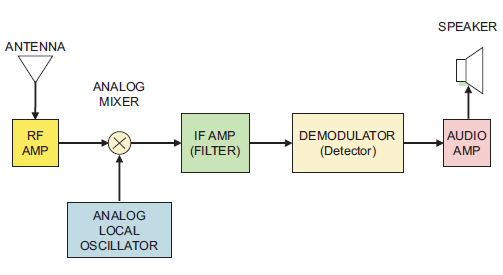 SPEAKER
ANTENNA
ANALOG
MIXER
RF
AMP
IF AMP
(FILTER)
DEMODULATOR
(Detector)
AUDIO
AMP
ANALOG
LOCAL
OSCILLATOR